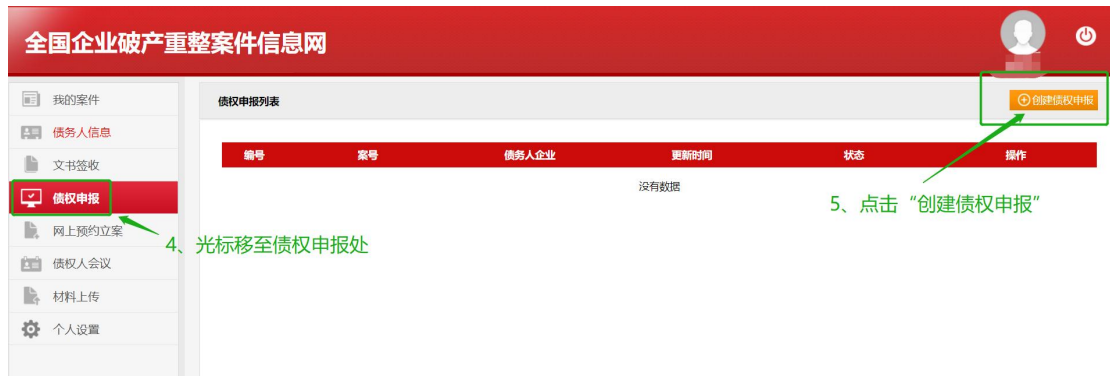 全国企业破产重整案件信息网
我的案件
债务人信息
文书签收
债权申报
网上预约立案
债权人会议
材料上传
个人设置
债权申报列表
创建债权申报
编号 案号 债务人企业 更新时间 状态 操作
没有数据
4、光标移至债权申报处
5、点击“创建债权申报”